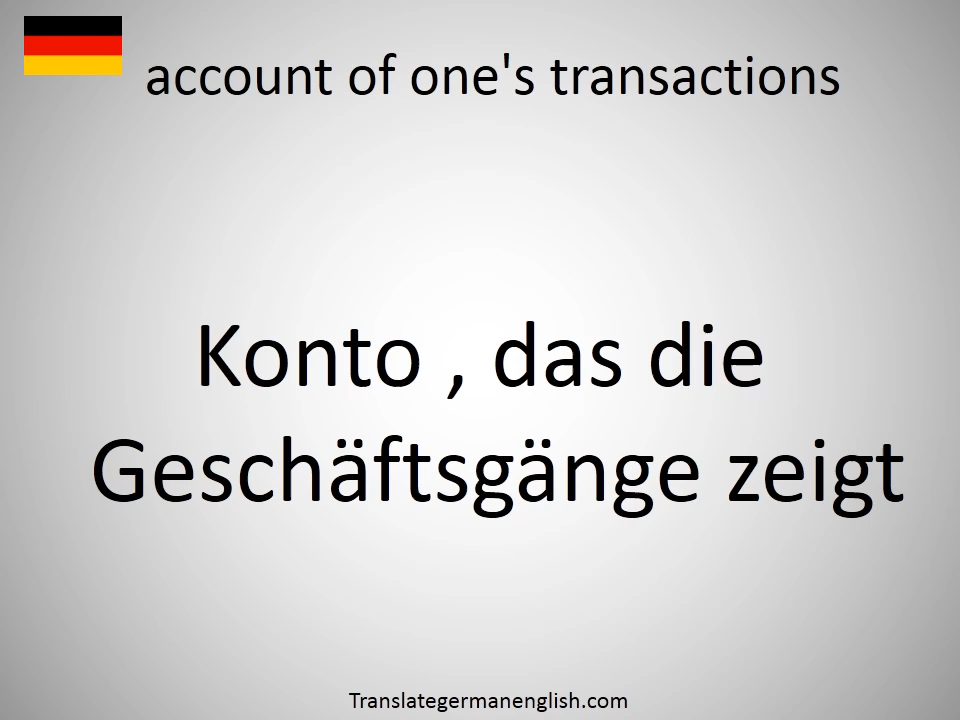 account of one's transactions
Konto , das die
Geschäftsgänge zeigt
Translategermanenglish.com